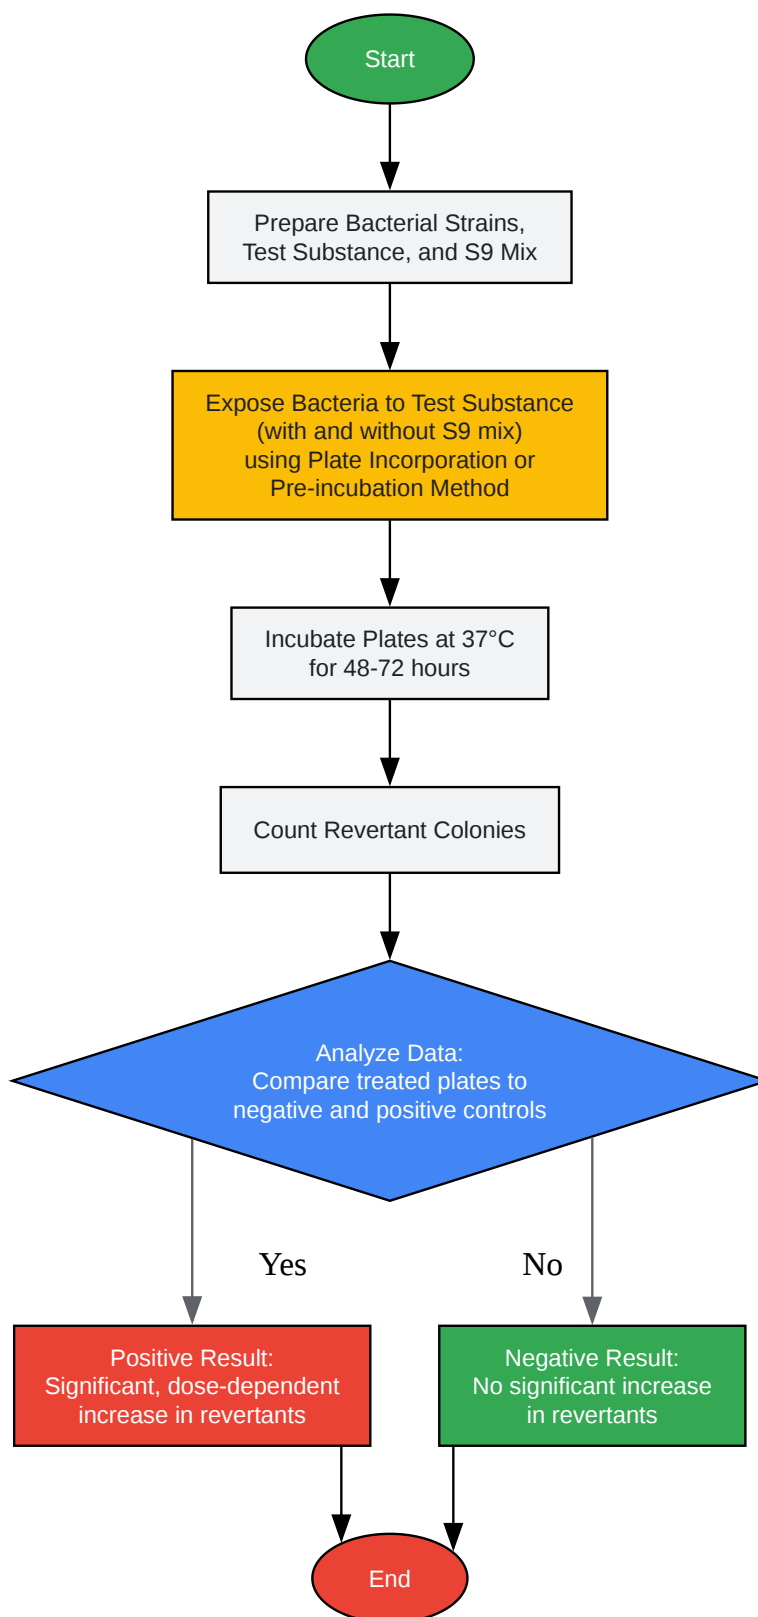 Start
Prepare Bacterial Strains,
Test Substance, and S9 Mix
Expose Bacteria to Test Substance
(with and without S9 mix)
using Plate Incorporation or
Pre-incubation Method
Incubate Plates at 37°C
for 48-72 hours
Count Revertant Colonies
Analyze Data:
Compare treated plates to
negative and positive controls
Yes
No
Positive Result:
Significant, dose-dependent
increase in revertants
Negative Result:
No significant increase
in revertants
End